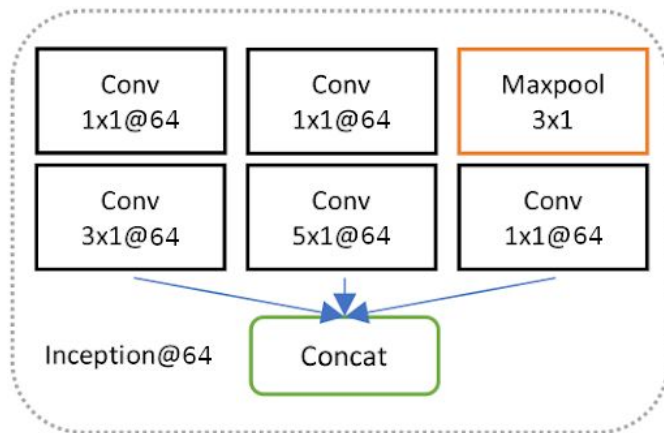 Conv
1x1@64
Conv
1x1@64
Maxpool
3x1
Conv
3x1@64
Conv
5x1@64
Conv
1x1@64
Inception@64
Concat